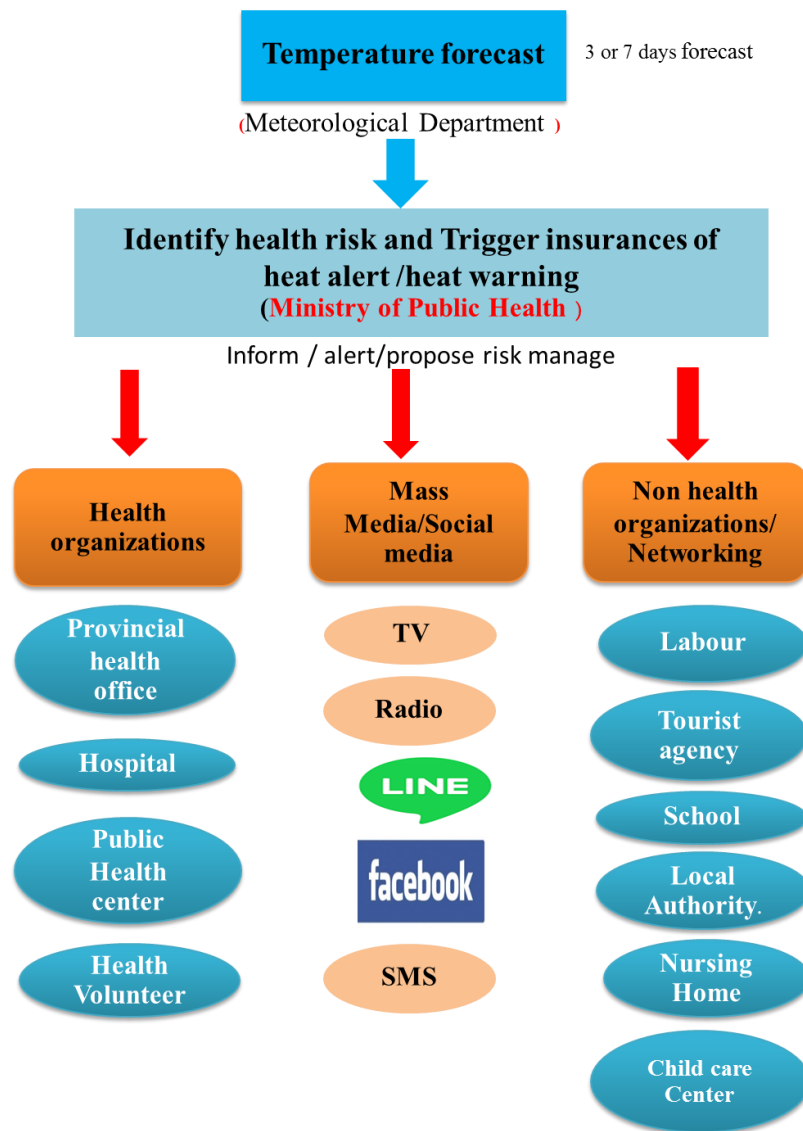 Temperature forecast
3 or 7 days forecast
(Meteorological Department )
Identify health risk and Trigger insurances of
heat alert /heat warning
(Ministry of Public Health )
Inform / alert/propose risk manage
Health
organizations
Provincial
health
office
Hospital
Public
Health
center
Health
Volunteer
Mass
Media/Social
media
TV
Radio
LINE
facebook
SMS
Non health
organizations/
Networking
Labour
Tourist
agency
School
Local
Authority.
Nursing
Home
Child care
Center